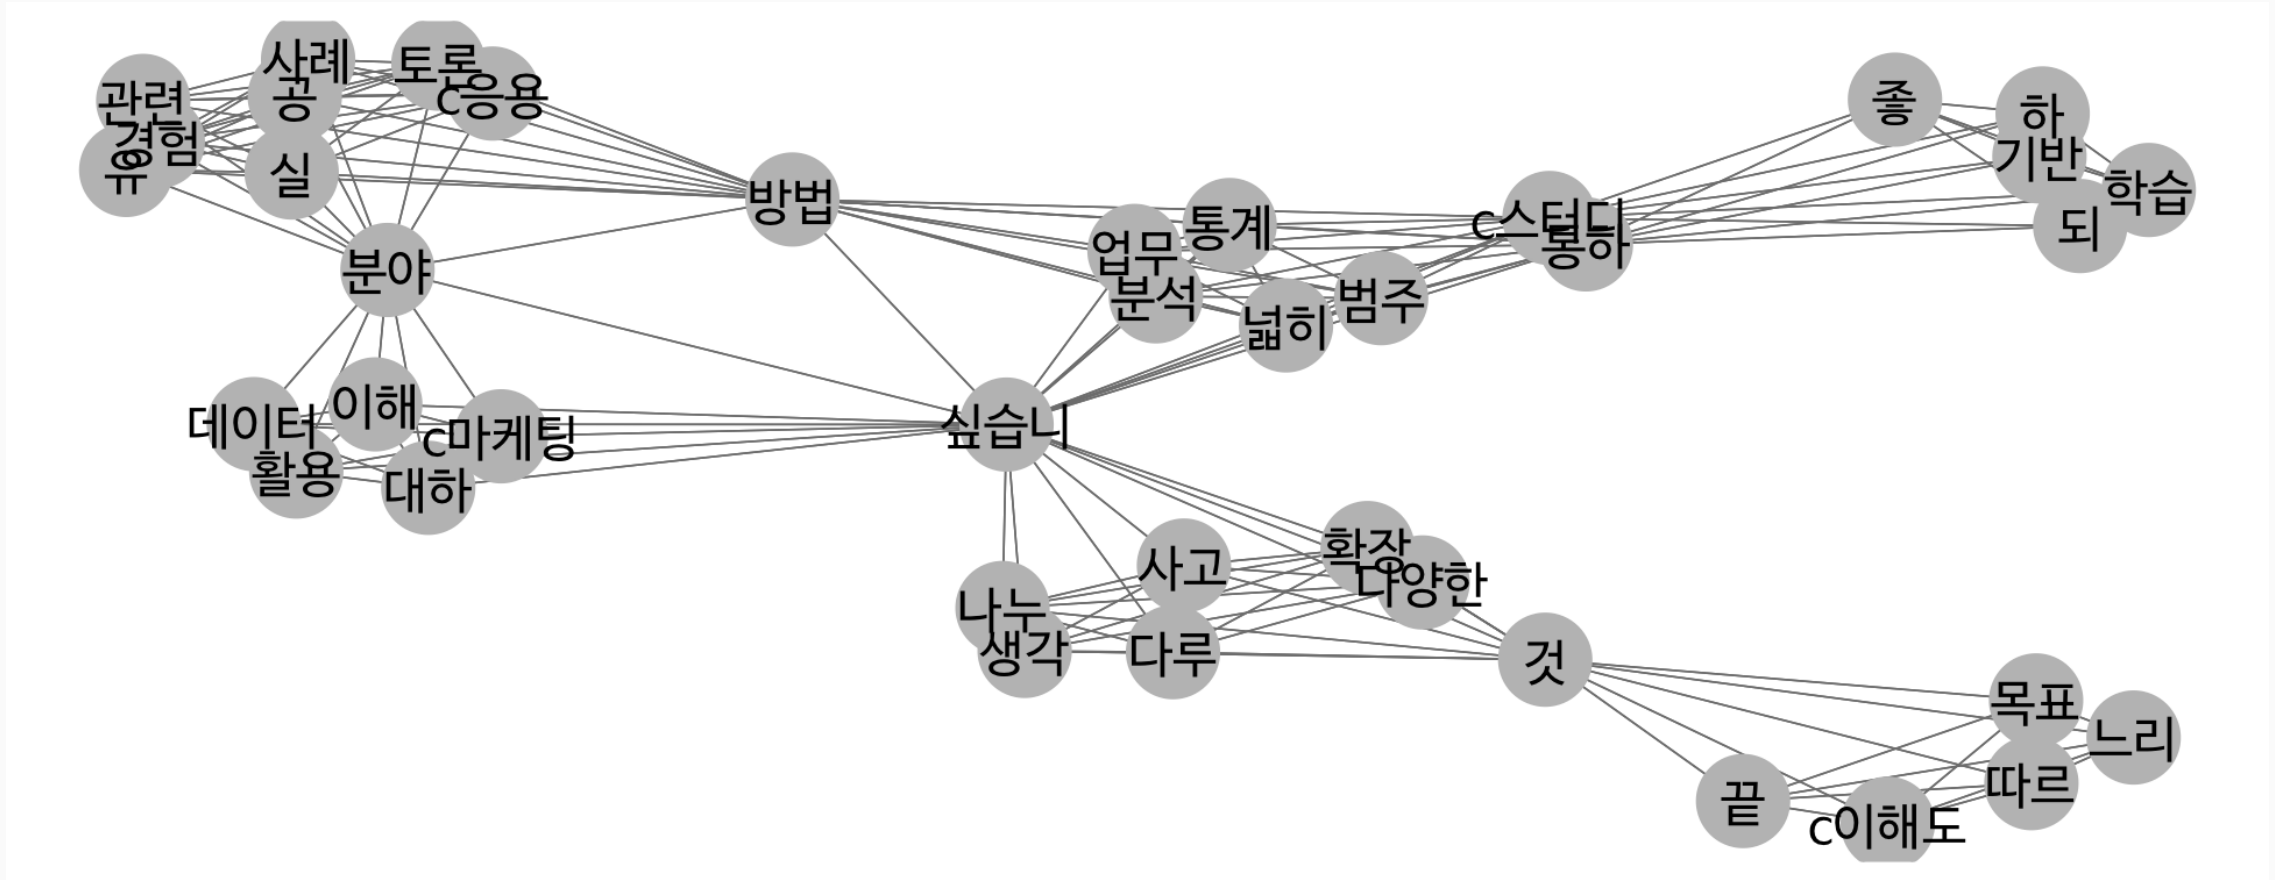 사례
토론
관련
공
c응용
경험
유
실
분야
방법
데이터
이해
c마케팅
활용
대하
통계
업무
분석
넓히
범주
c스터디
통하
좋
하
기반
학습
되
싶습니
사고
확장
다양한
나누
생각
다루
것
목표
느리
따르
끝
c이해도